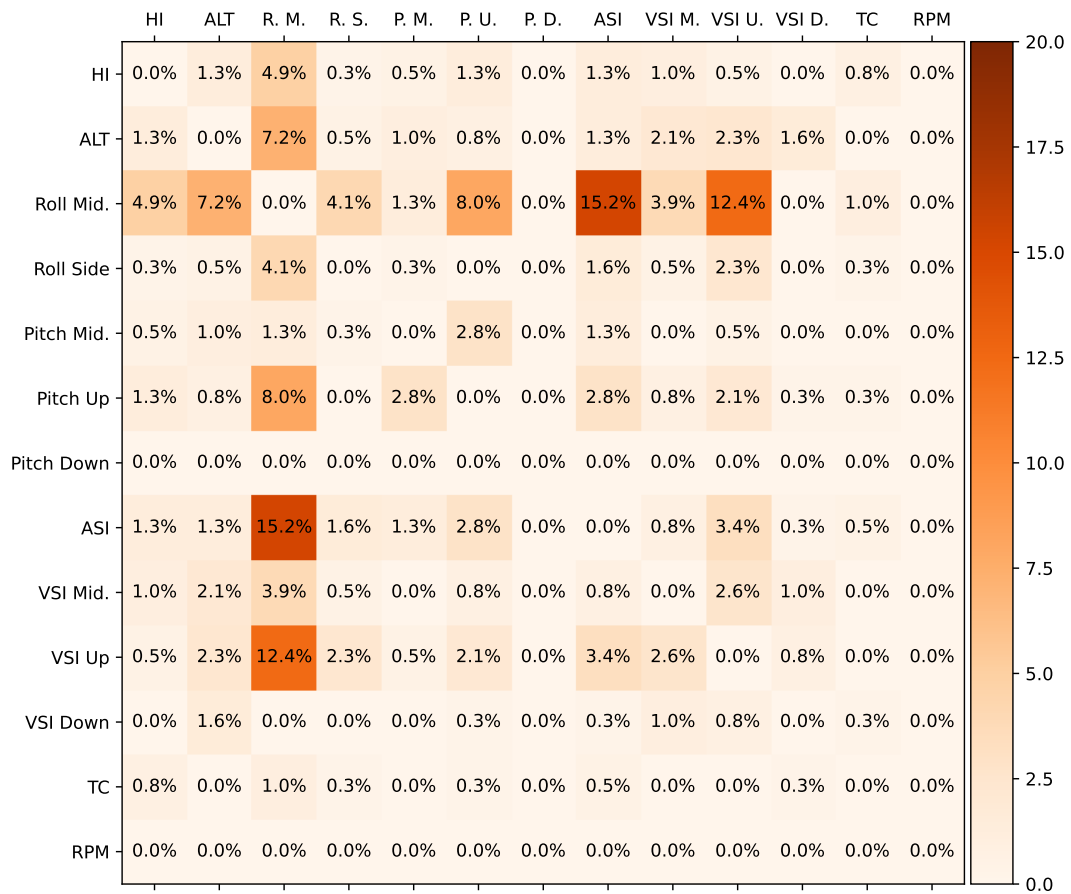 HI ALT R. M. R. S. P. M. P. U. P. D. ASI VSI M. VSI U. VSI D. TC RPM
HI 0.0% 1.3% 4.9% 0.3% 0.5% 1.3% 0.0% 1.3% 1.0% 0.5% 0.0% 0.8% 0.0%
ALT 1.3% 0.0% 7.2% 0.5% 1.0% 0.8% 0.0% 1.3% 2.1% 2.3% 1.6% 0.0% 0.0%
Roll Mid. 4.9% 7.2% 0.0% 4.1% 1.3% 8.0% 0.0% 15.2% 3.9% 12.4% 0.0% 1.0% 0.0%
Roll Side 0.3% 0.5% 4.1% 0.0% 0.3% 0.0% 0.0% 1.6% 0.5% 2.3% 0.0% 0.3% 0.0%
Pitch Mid. 0.5% 1.0% 1.3% 0.3% 0.0% 2.8% 0.0% 1.3% 0.0% 0.5% 0.0% 0.0% 0.0%
Pitch Up 1.3% 0.8% 8.0% 0.0% 2.8% 0.0% 0.0% 2.8% 0.8% 2.1% 0.3% 0.3% 0.0%
Pitch Down 0.0% 0.0% 0.0% 0.0% 0.0% 0.0% 0.0% 0.0% 0.0% 0.0% 0.0% 0.0% 0.0%
ASI 1.3% 1.3% 15.2% 1.6% 1.3% 2.8% 0.0% 0.0% 0.8% 3.4% 0.3% 0.5% 0.0%
VSI Mid. 1.0% 2.1% 3.9% 0.5% 0.0% 0.8% 0.0% 0.8% 0.0% 2.6% 1.0% 0.0% 0.0%
VSI Up 0.5% 2.3% 12.4% 2.3% 0.5% 2.1% 0.0% 3.4% 2.6% 0.0% 0.8% 0.0% 0.0%
VSI Down 0.0% 1.6% 0.0% 0.0% 0.0% 0.3% 0.0% 0.3% 1.0% 0.8% 0.0% 0.3% 0.0%
TC 0.8% 0.0% 1.0% 0.3% 0.0% 0.3% 0.0% 0.5% 0.0% 0.0% 0.3% 0.0% 0.0%
RPM 0.0% 0.0% 0.0% 0.0% 0.0% 0.0% 0.0% 0.0% 0.0% 0.0% 0.0% 0.0% 0.0%
20.0
17.5
15.0
12.5
10.0
7.5
5.0
2.5
0.0